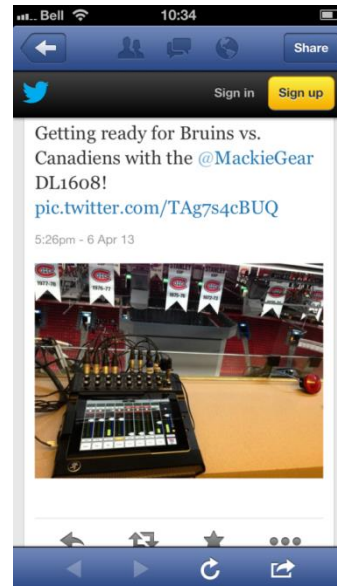 Bell 10:34
Share
Sign in Sign up
Getting ready for Bruins vs.
Canadiens with the @MackieGear
DL1608!
pic.twitter.com/TAg7s4cBUQ
5:26pm - 6 Apr 13